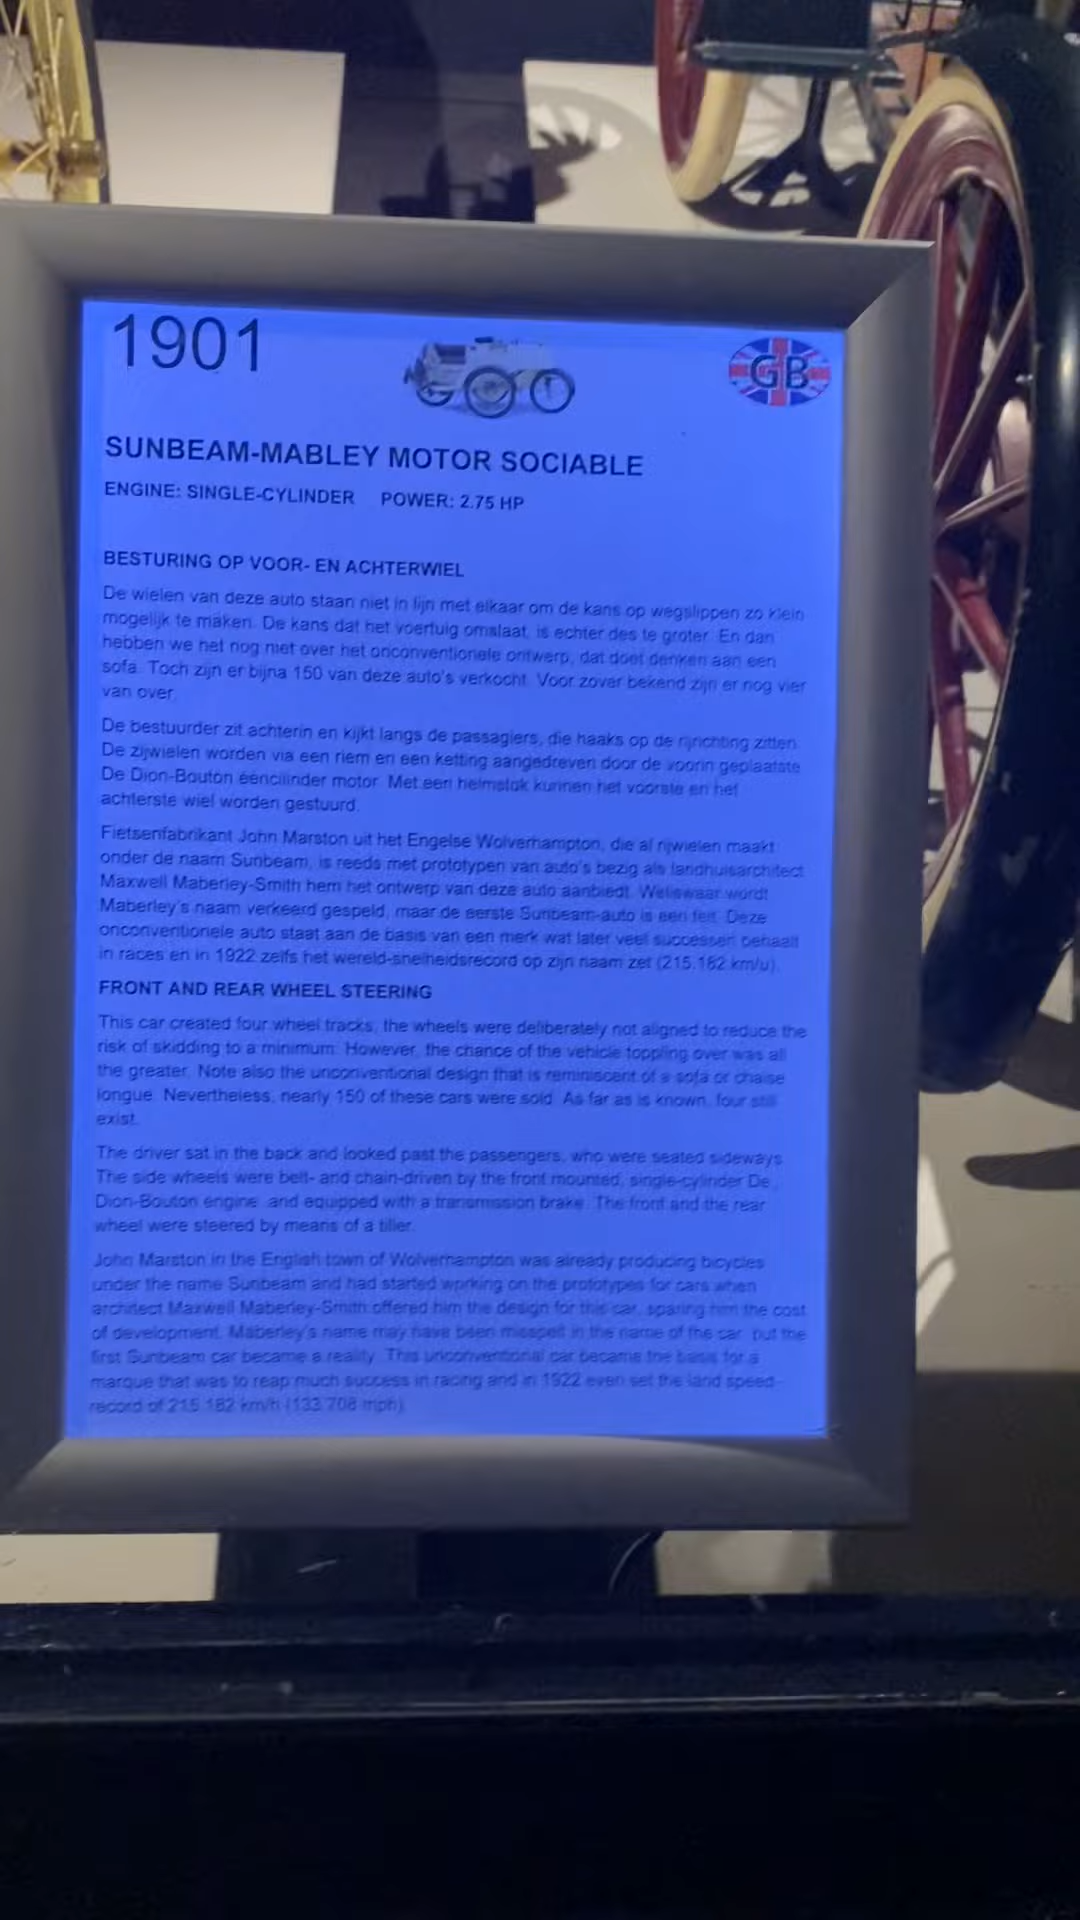 1901
GB
SUNBEAM-MABLEY MOTOR SOCIABLE
ENGINE: SINGLE-CYLINDER POWER: 2.75 HP
BESTURING OP VOOR- EN ACHTERWIEL
De wielen van deze auto staan niet in lijn met elkaar om de kans op wegslippen zo klein
mogelijk te maken. De kans dat het voertuig omslaat, is echter des te groter. En dan
hebben we het nog niet over het onconventionele ontwerp, dat doet denken aan een
sofa. Toch zijn er bijna 150 van deze auto's verkocht. Voor zover bekend zijn er nog vier
van over.
De bestuurder zit achterin en kijkt langs de passagiers, die haaks op de rijrichting zitten.
De zijwielen worden via een riem en een ketting aangedreven door de voorin geplaatste
De Dion-Bouton ééncilinder motor. Met een helmstok kunnen het voorste en het
achterste wiel worden gestuurd.
Fietsenfabrikant John Marston uit het Engelse Wolverhampton, die al rijwielen maakt
onder de naam Sunbeam, is reeds met prototypen van auto's bezig als landhuisarchitect
Maxwell Maberley-Smith hem het ontwerp van deze auto aanbiedt. Weliswaar wordt
Maberley's naam verkeerd gespeld, maar de eerste Sunbeam-auto is een feit. Deze
onconventionele auto staat aan de basis van een merk wat later veel successen behaalt
in races en in 1922 zelfs het wereld-snelheidsrecord op zijn naam zet (215.182 km/u).
FRONT AND REAR WHEEL STEERING
This car created four wheel tracks, the wheels were deliberately not aligned to reduce the
risk of skidding to a minimum. However, the chance of the vehicle toppling over was all
the greater. Note also the unconventional design that is reminiscent of a sofa or chaise
longue. Nevertheless, nearly 150 of these cars were sold. As far as is known, four still
exist.
The driver sat in the back and looked past the passengers, who were seated sideways.
The side wheels were belt- and chain-driven by the front mounted, single-cylinder De
Dion-Bouton engine and equipped with a transmission brake. The front and the rear
wheel were steered by means of a tiller.
John Marston in the English town of Wolverhampton was already producing bicycles
under the name Sunbeam and had started working on the prototypes for cars when
architect Maxwell Maberley-Smith offered him the design for this car, sparing him the cost
of development. Maberley's name may have been misspelt in the name of the car, but the
first Sunbeam car became a reality. This unconventional car became the basis for a
marque that was to reap much success in racing and in 1922 even set the land speed-
record of 215.182 km/h (133.708 mph).